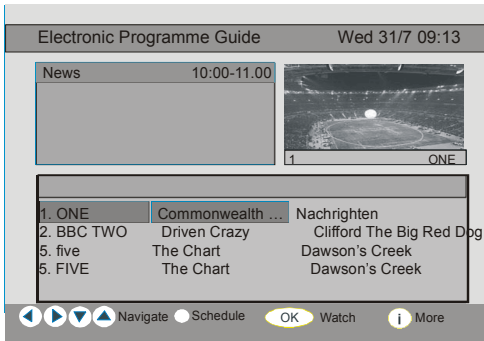 Electronic Programme Guide Wed 31/7 09:13
News 10:00-11.00
1 ONE
1. ONE Commonwealth ... Nachrichten
2. BBC TWO Driven Crazy Clifford The Big Red Dog
5. five The Chart Dawson's Creek
5. FIVE The Chart Dawson's Creek
Navigate Schedule OK Watch i More